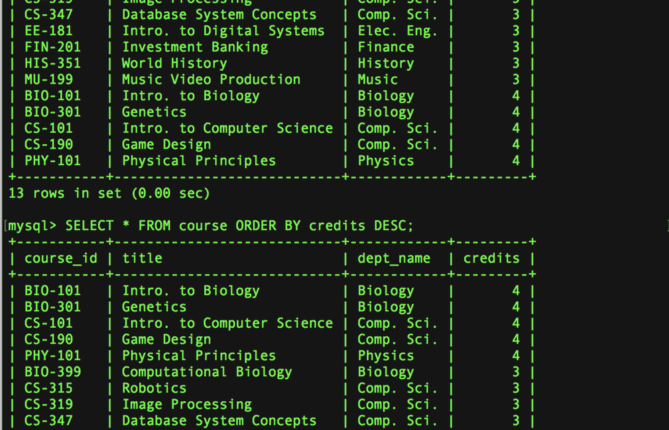 | CS-319 | Image Processing | Comp. Sci. | 3 |
| CS-347 | Database System Concepts | Comp. Sci. | 3 |
| EE-181 | Intro. to Digital Systems | Elec. Eng. | 3 |
| FIN-201 | Investment Banking | Finance | 3 |
| HIS-351 | World History | History | 3 |
| MU-199 | Music Video Production | Music | 3 |
| BIO-101 | Intro. to Biology | Biology | 4 |
| BIO-301 | Genetics | Biology | 4 |
| CS-101 | Intro. to Computer Science | Comp. Sci. | 4 |
| CS-190 | Game Design | Comp. Sci. | 4 |
| PHY-101 | Physical Principles | Physics | 4 |
+-----------+----------------------------+------------+---------+
13 rows in set (0.00 sec)
[mysql> SELECT * FROM course ORDER BY credits DESC;
+-----------+----------------------------+------------+---------+
| course_id | title | dept_name | credits |
+-----------+----------------------------+------------+---------+
| BIO-101 | Intro. to Biology | Biology | 4 |
| BIO-301 | Genetics | Biology | 4 |
| CS-101 | Intro. to Computer Science | Comp. Sci. | 4 |
| CS-190 | Game Design | Comp. Sci. | 4 |
| PHY-101 | Physical Principles | Physics | 4 |
| BIO-399 | Computational Biology | Biology | 3 |
| CS-315 | Robotics | Comp. Sci. | 3 |
| CS-319 | Image Processing | Comp. Sci. | 3 |
| CS-347 | Database System Concepts | Comp. Sci. | 3 |